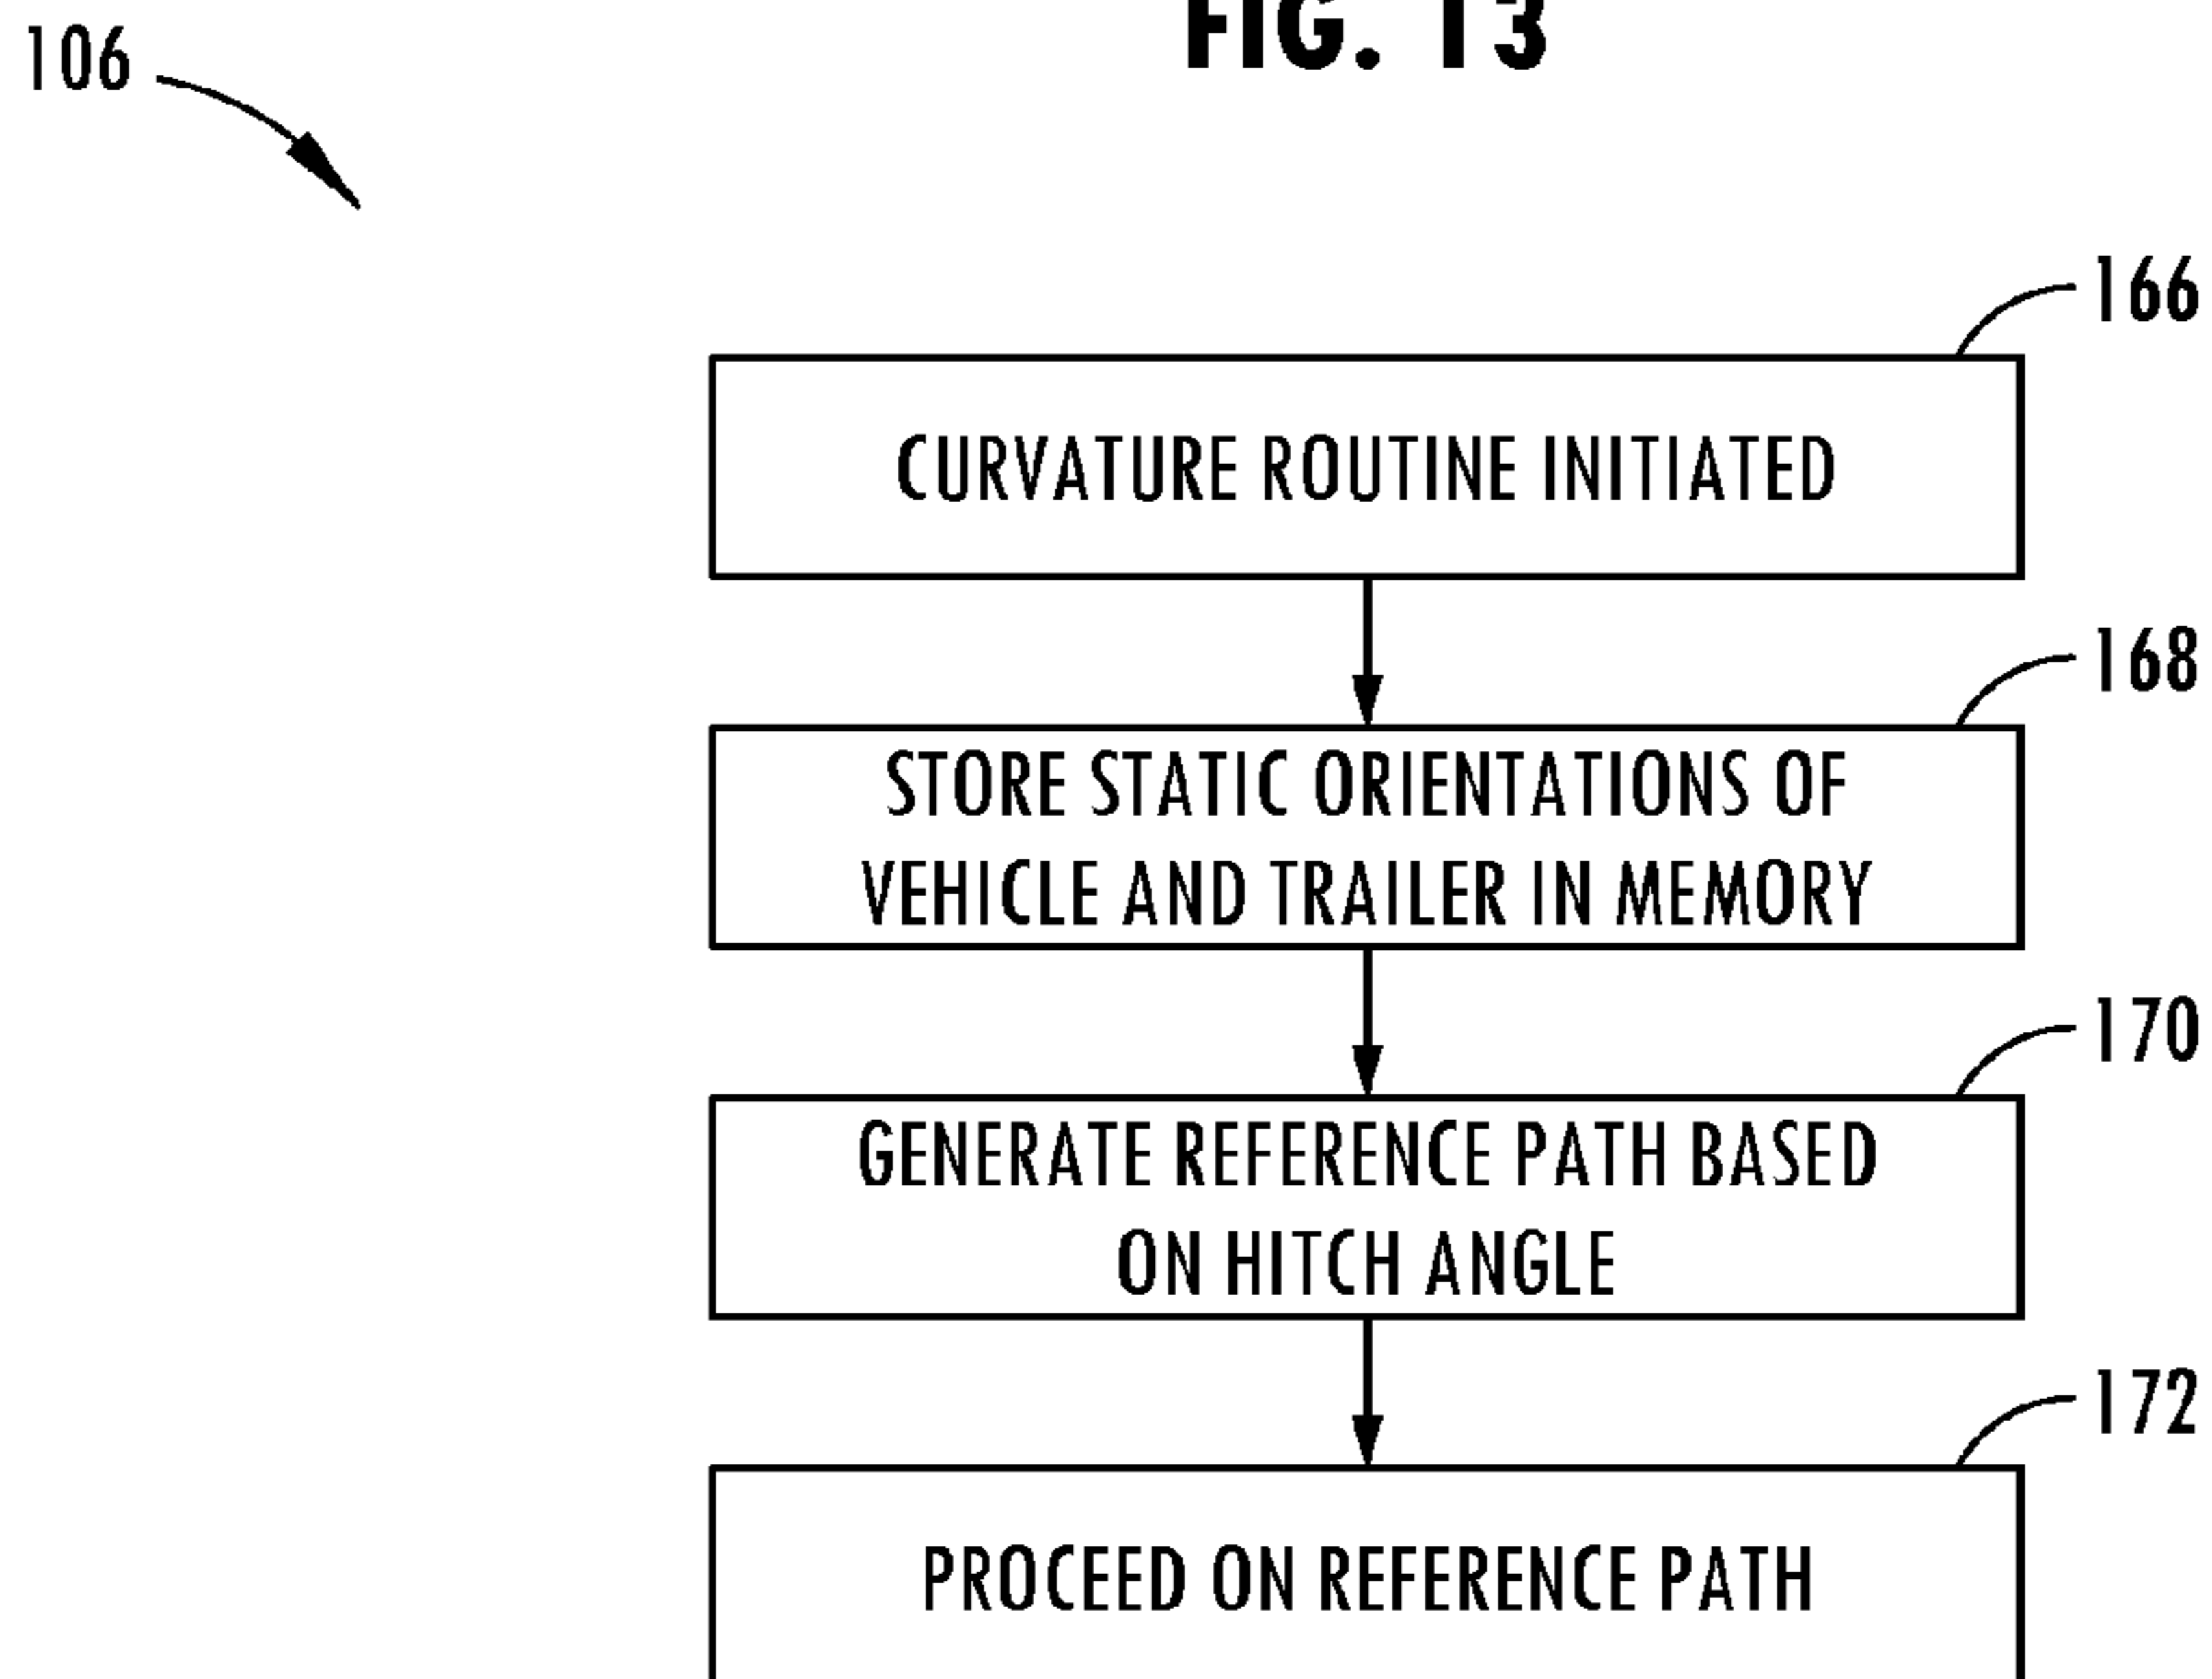 FIG. 13
106
166
CURVATURE ROUTINE INITIATED
168
STORE STATIC ORIENTATIONS OF
VEHICLE AND TRAILER IN MEMORY
170
GENERATE REFERENCE PATH BASED
ON HITCH ANGLE
172
PROCEED ON REFERENCE PATH